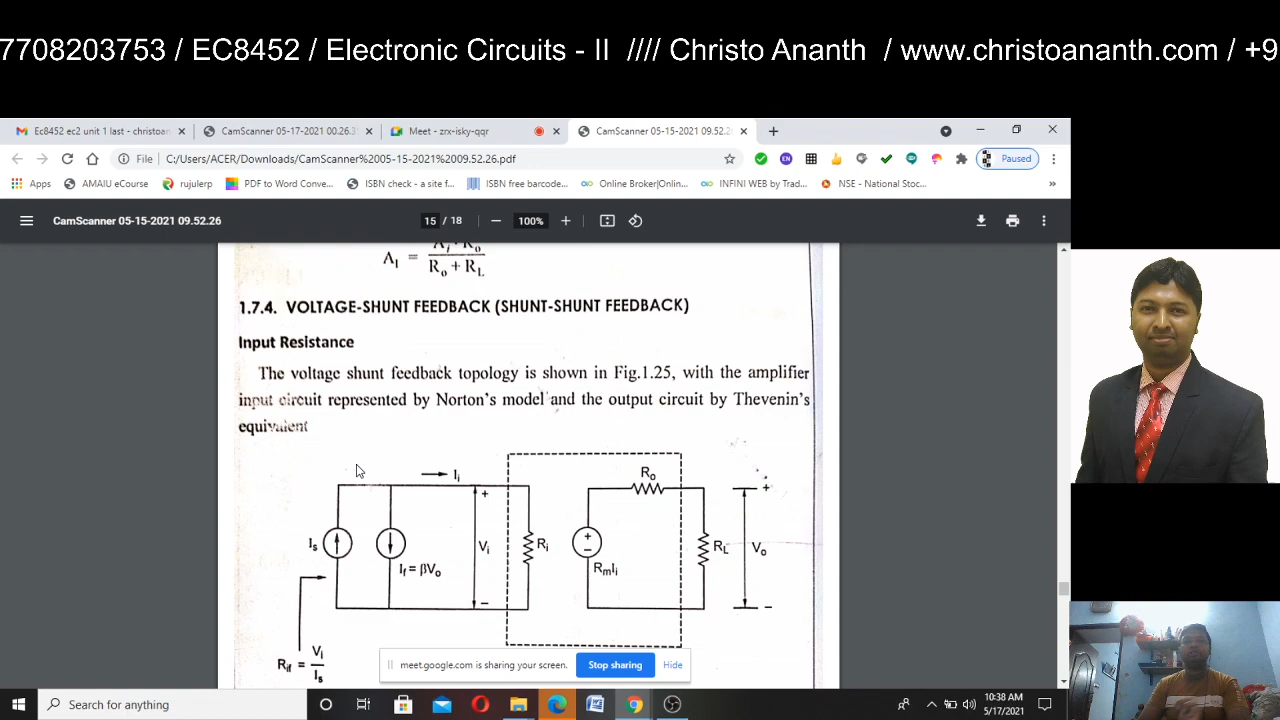 7708203753 / EC8452 / Electronic Circuits - II //// Christo Ananth / www.christoananth.com / +9
Ec8452 ec2 unit 1 last - christoan
CamScanner 05-17-2021 00.26.3
Meet - zrx-isky-qqr
CamScanner 05-15-2021 09.52.2
File
C:/Users/ACER/Downloads/CamScanner%2005-15-2021%2009.52.26.pdf
EN
Paused
Apps
AMAIU eCourse
rujulerp
PDF to Word Conve...
ISBN check - a site f...
ISBN free barcode...
Online Broker|Onlin...
INFINI WEB by Trad...
NSE - National Stoc...
CamScanner 05-15-2021 09.52.26
15 / 18
100%
A_I = A_i · R_o / R_o + R_L
1.7.4. VOLTAGE-SHUNT FEEDBACK (SHUNT-SHUNT FEEDBACK)
Input Resistance
The voltage shunt feedback topology is shown in Fig.1.25, with the amplifier
input circuit represented by Norton's model and the output circuit by Thevenin's
equivalent
I_i
R_o
+
+
I_s
I_f = βV_o
V_i
R_i
+
−
R_mI_i
R_L
V_o
−
−
R_if = V_i / I_s
meet.google.com is sharing your screen.
Stop sharing
Hide
Search for anything
10:38 AM
5/17/2021